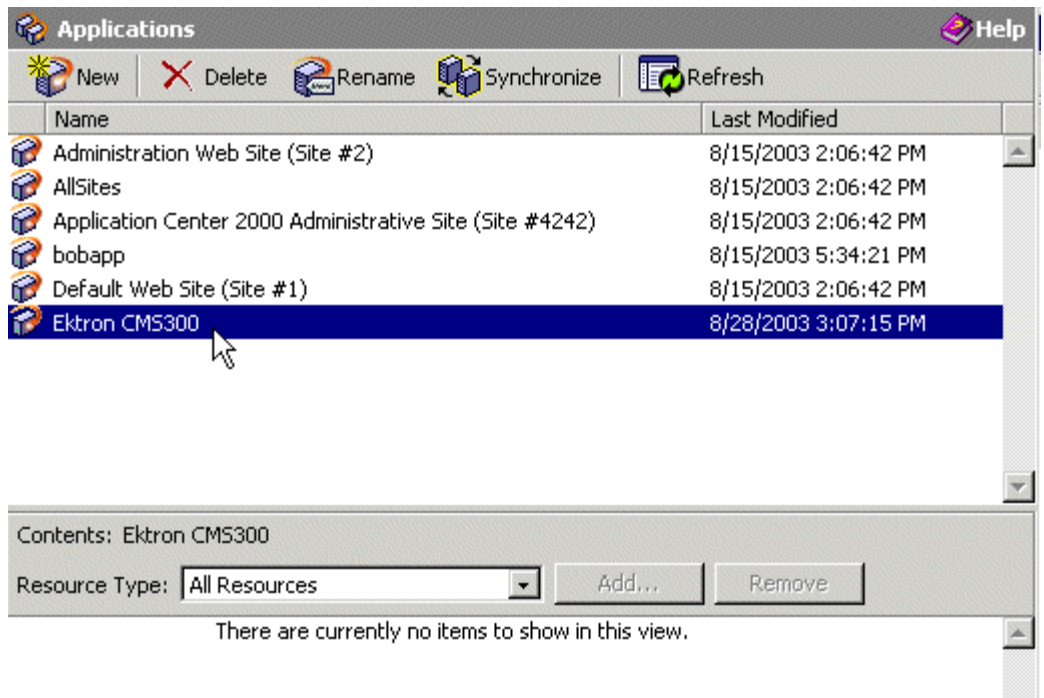 Applications Help
New Delete Rename Synchronize Refresh
Name Last Modified
Administration Web Site (Site #2) 8/15/2003 2:06:42 PM
AllSites 8/15/2003 2:06:42 PM
Application Center 2000 Administrative Site (Site #4242) 8/15/2003 2:06:42 PM
bobapp 8/15/2003 5:34:21 PM
Default Web Site (Site #1) 8/15/2003 2:06:42 PM
Ektron CMS300 8/28/2003 3:07:15 PM
Contents: Ektron CMS300
Resource Type: All Resources Add... Remove
There are currently no items to show in this view.